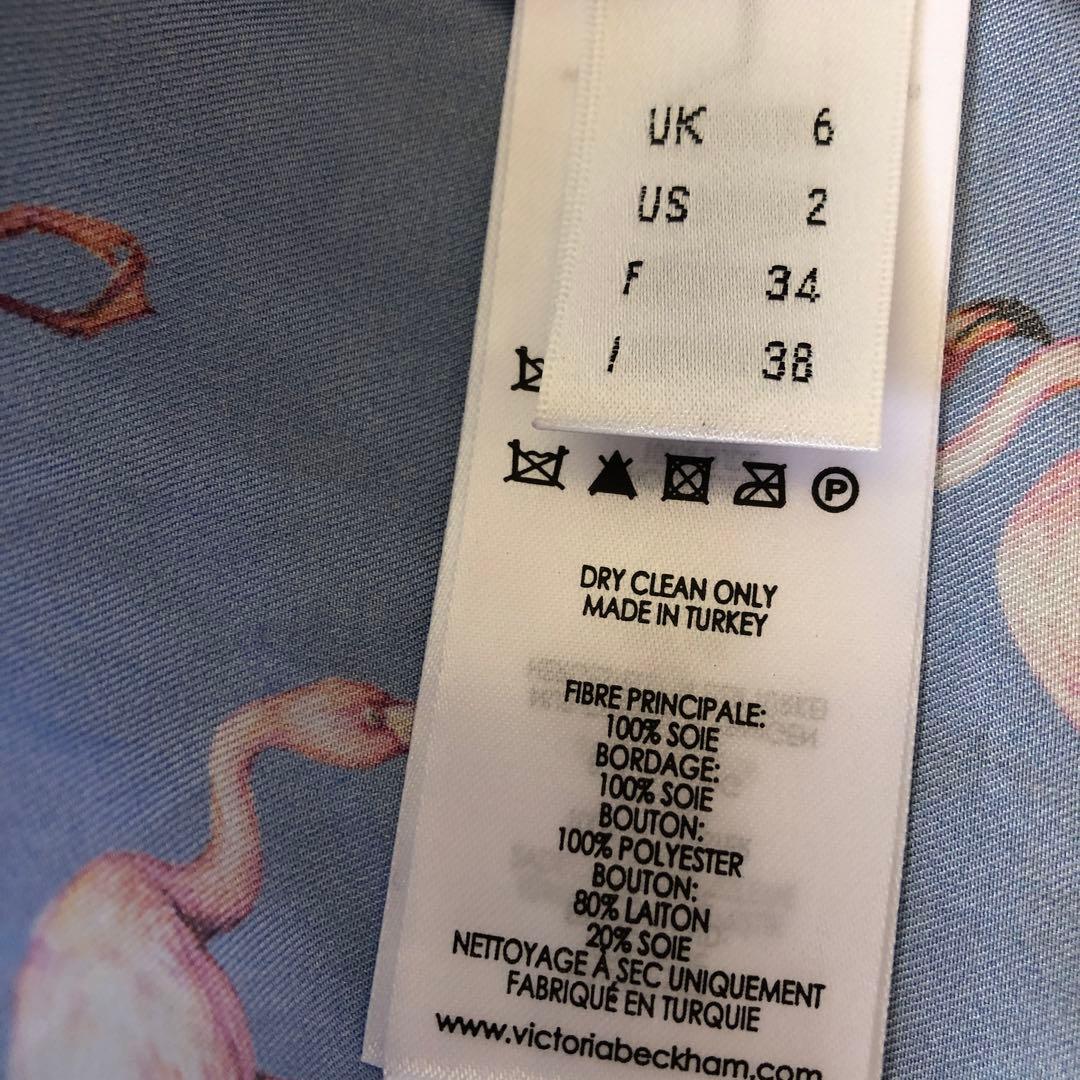 UK 6
US 2
F 34
I 38
P
DRY CLEAN ONLY
MADE IN TURKEY
FIBRE PRINCIPALE:
100% SOIE
BORDAGE:
100% SOIE
BOUTON:
100% POLYESTER
BOUTON:
80% LAITON
20% SOIE
NETTOYAGE À SEC UNIQUEMENT
FABRIQUÉ EN TURQUIE
www.victoriabeckham.com